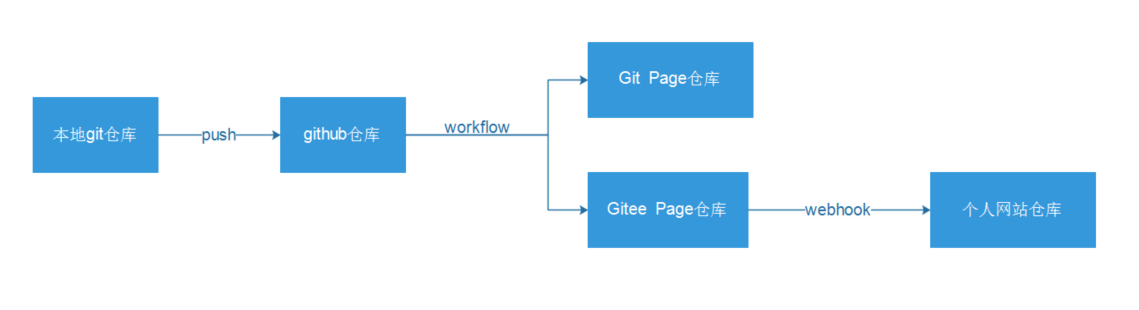 本地git仓库
push
github仓库
workflow
Git Page仓库
Gitee Page仓库
webhook
个人网站仓库